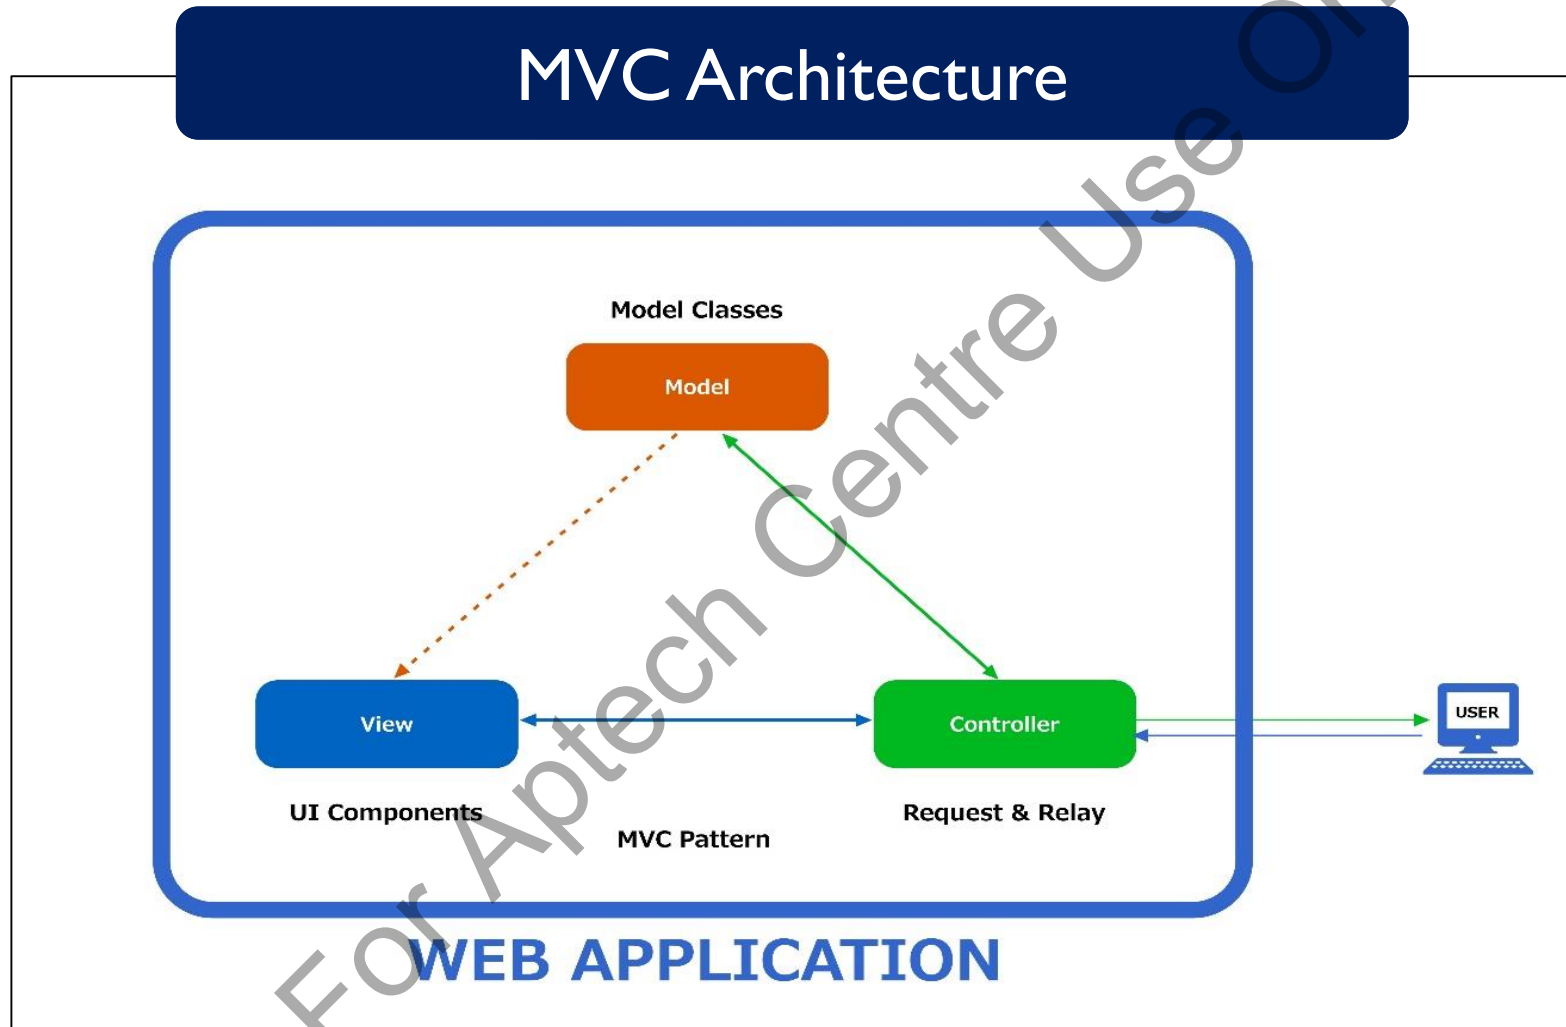 MVC Architecture
Model Classes
Model
View
Controller
USER
UI Components
Request & Relay
MVC Pattern
WEB APPLICATION
For Aptech Centre Use